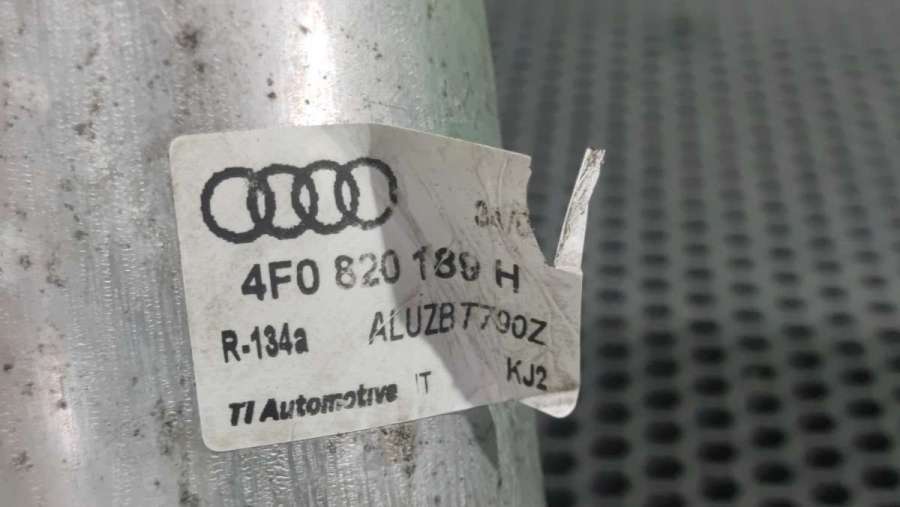 4F0 820 189 H
R-134a ALUZBT790Z
KJ2
TI Automotive IT